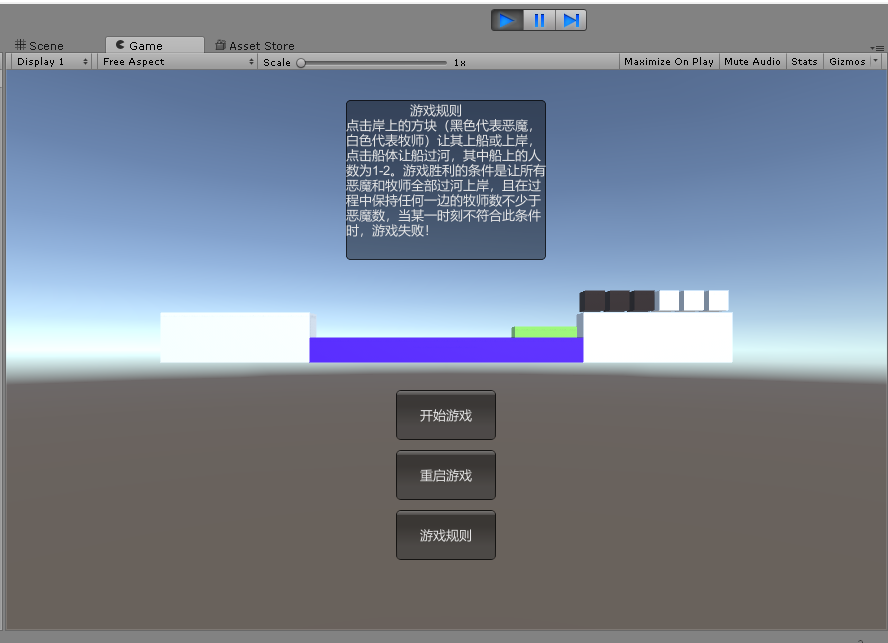 Scene
Game
Asset Store
Display 1
Free Aspect
Scale
1x
Maximize On Play
Mute Audio
Stats
Gizmos
游戏规则
点击岸上的方块（黑色代表恶魔，
白色代表牧师）让其上船或上岸，
点击船体让船过河，其中船上的人
数为1-2。游戏胜利的条件是让所有
恶魔和牧师全部过河上岸，且在过
程中保持任何一边的牧师数不少于
恶魔数，当某一时刻不符合此条件
时，游戏失败！
开始游戏
重启游戏
游戏规则